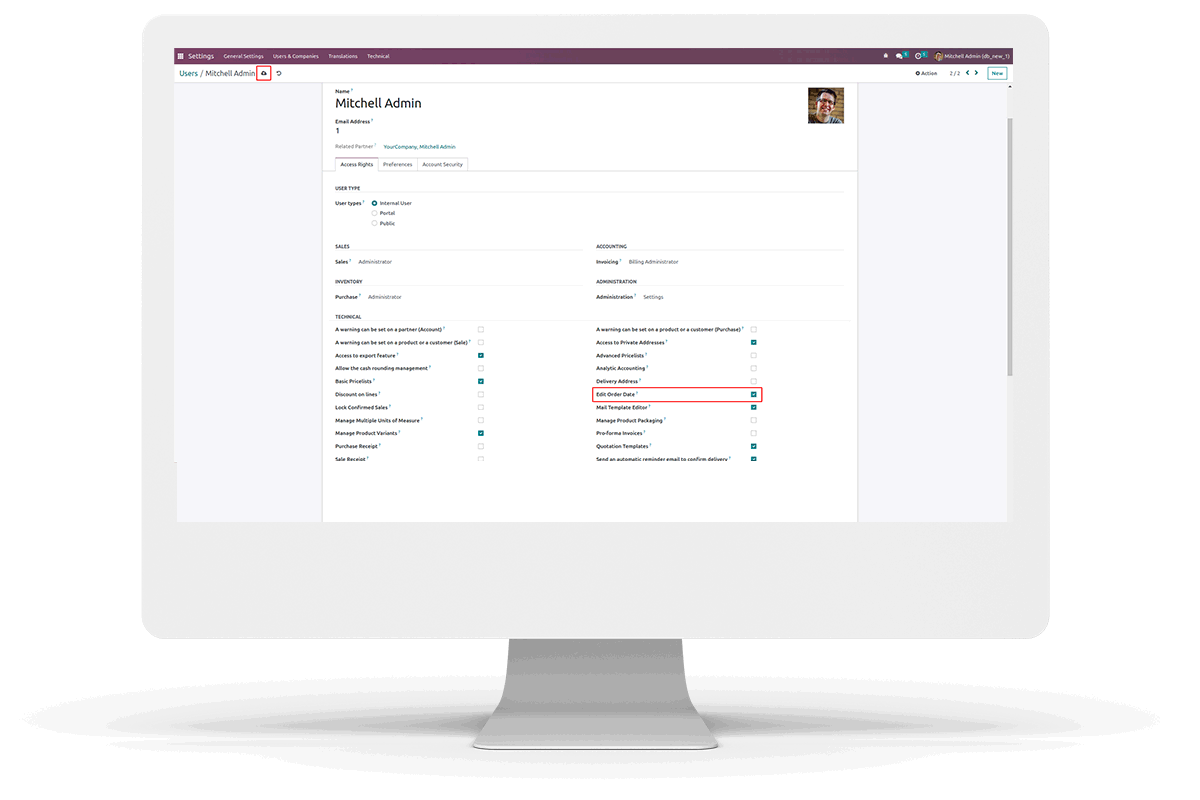 Settings General Settings Users & Companies Translations Technical Mitchell Admin (db_new_1)
Users / Mitchell Admin Action 2 / 2 New
Name ?
Mitchell Admin
Email Address ?
1
Related Partner ? YourCompany, Mitchell Admin
Access Rights Preferences Account Security
USER TYPE
User types ? Internal User
Portal
Public
SALES ACCOUNTING
Sales ? Administrator Invoicing ? Billing Administrator
INVENTORY ADMINISTRATION
Purchase ? Administrator Administration ? Settings
TECHNICAL
A warning can be set on a partner (Account) ? A warning can be set on a product or a customer (Purchase) ?
A warning can be set on a product or a customer (Sale) ? Access to Private Addresses ?
Access to export feature ? Advanced Pricelists ?
Allow the cash rounding management ? Analytic Accounting ?
Basic Pricelists ? Delivery Address ?
Discount on lines ? Edit Order Date ?
Lock Confirmed Sales ? Mail Template Editor ?
Manage Multiple Units of Measure ? Manage Product Packaging ?
Manage Product Variants ? Pro-forma Invoices ?
Purchase Receipt ? Quotation Templates ?
Sale Receipt ? Send an automatic reminder email to confirm delivery ?